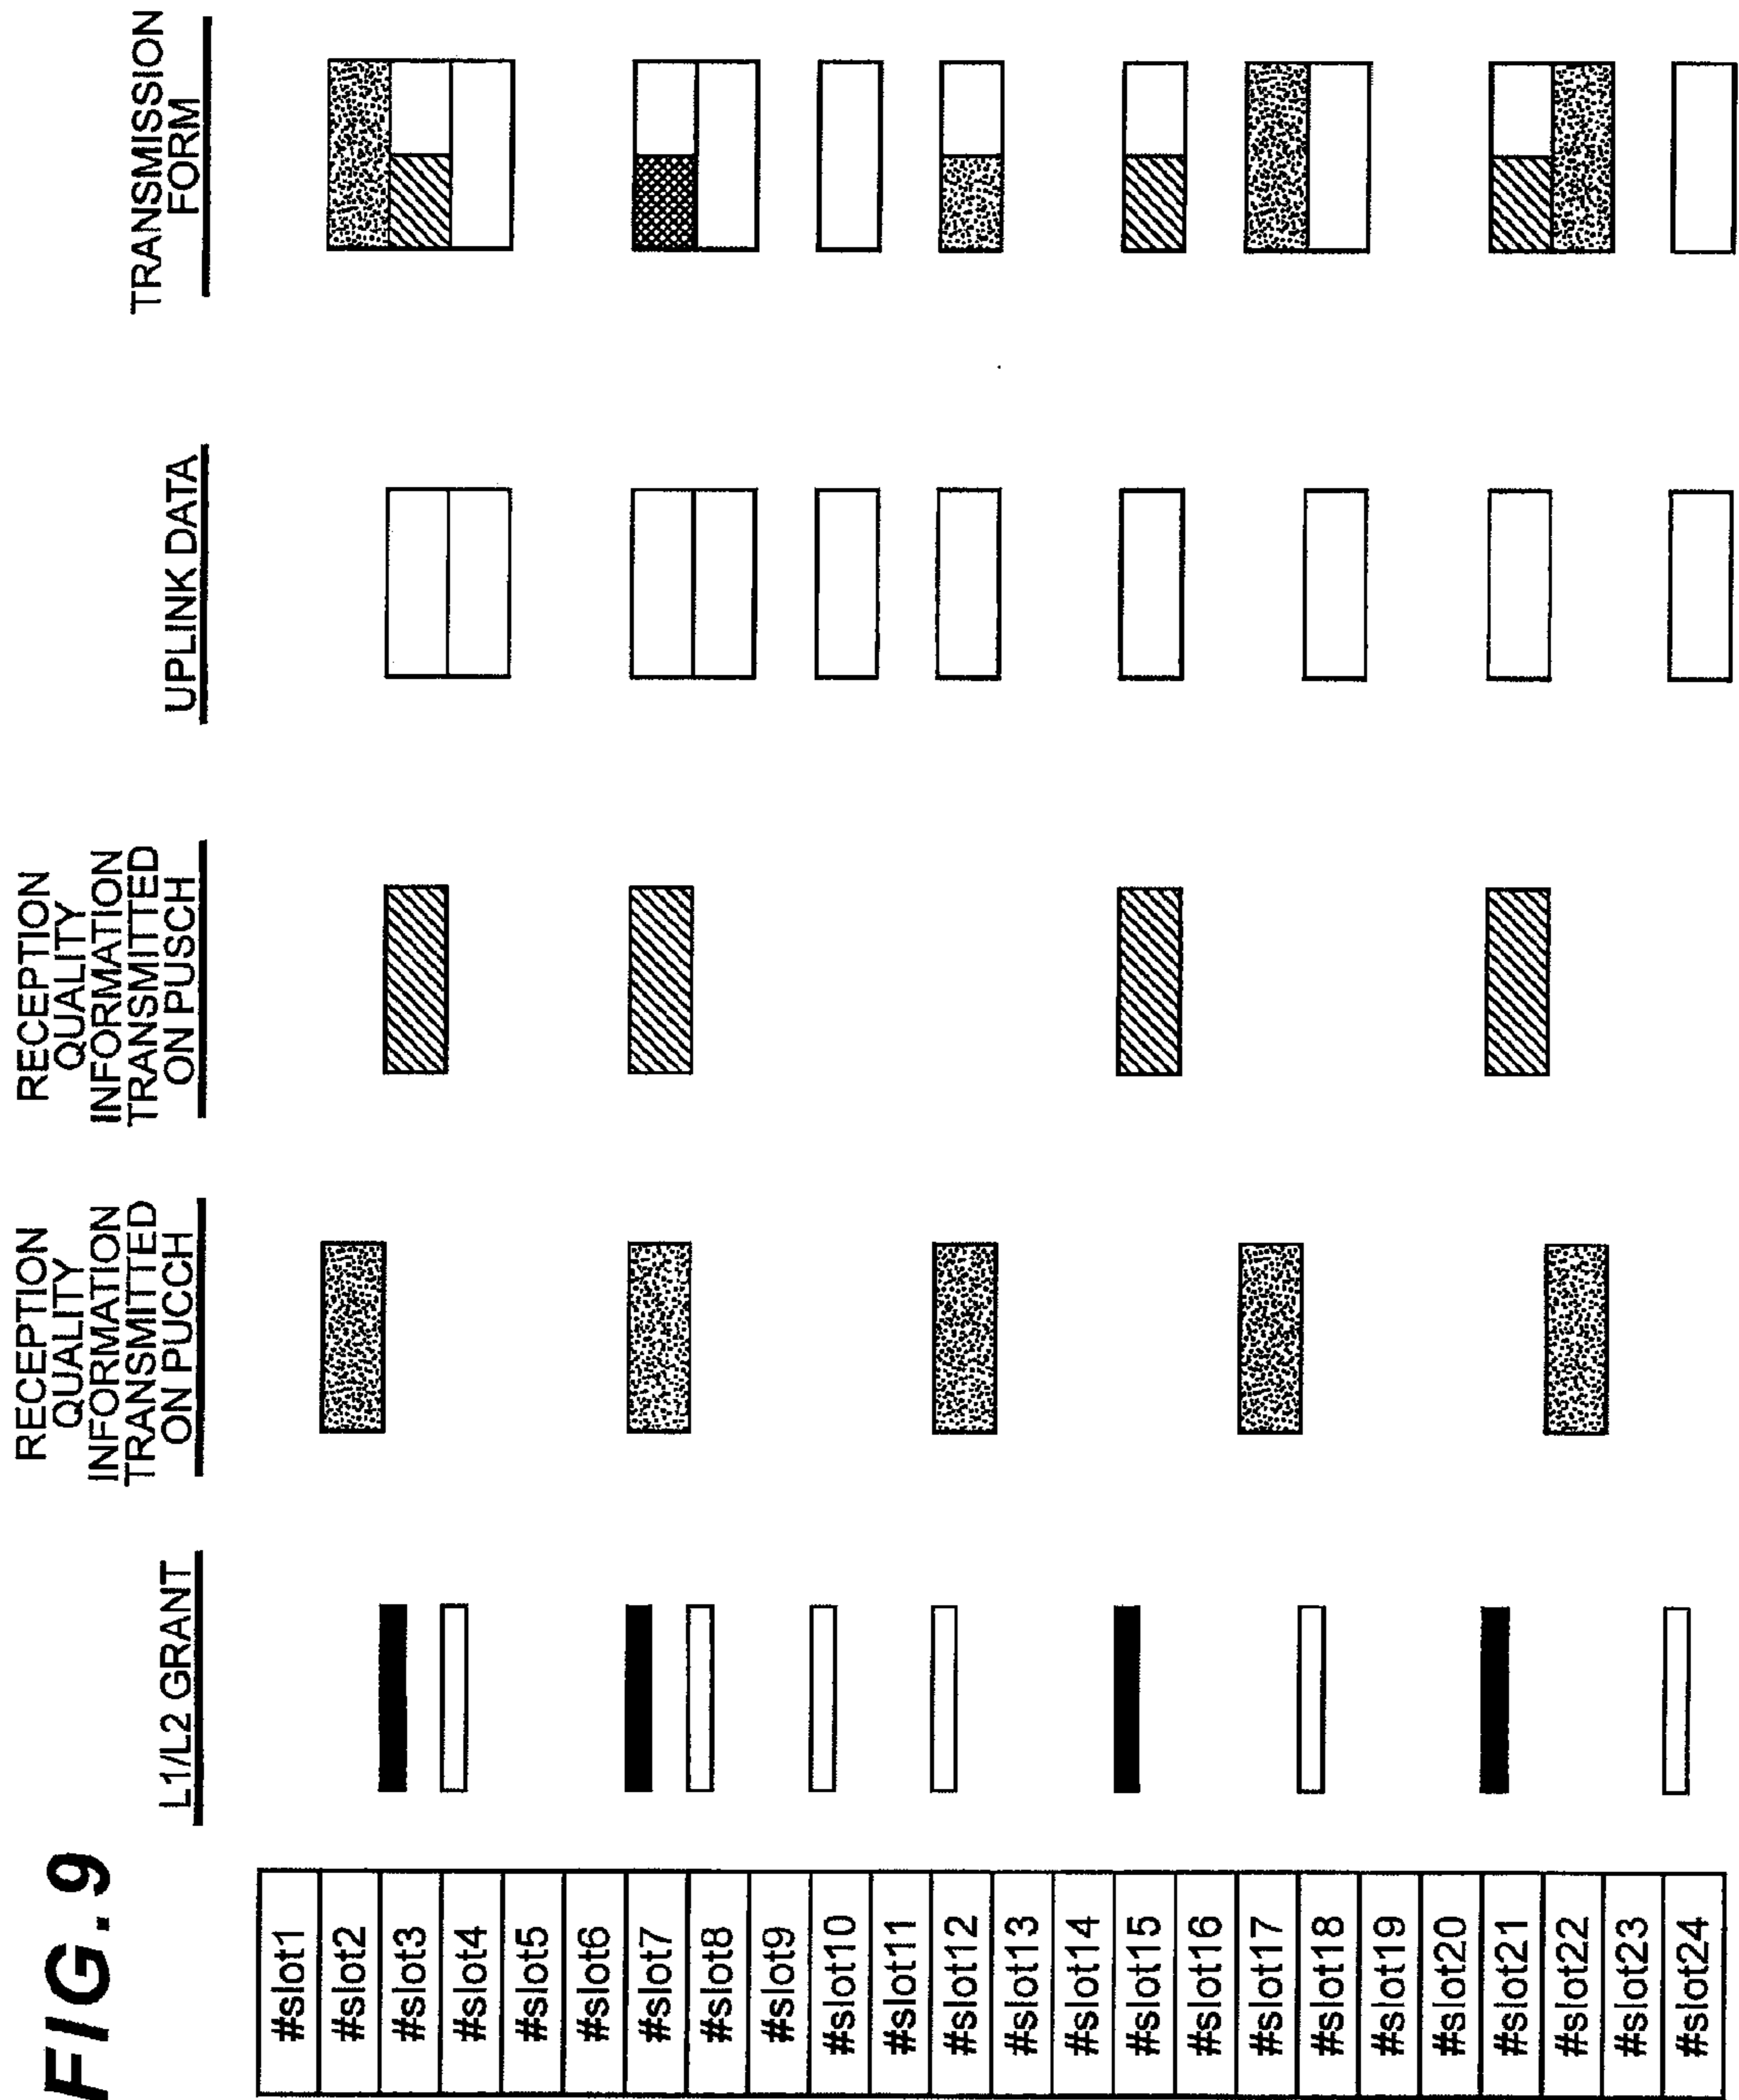 FIG. 9
L1/L2 GRANT
RECEPTION
QUALITY
INFORMATION
TRANSMITTED
ON PUCCH
RECEPTION
QUALITY
INFORMATION
TRANSMITTED
ON PUSCH
UPLINK DATA
TRANSMISSION
FORM
#slot1
#slot2
#slot3
#slot4
#slot5
#slot6
#slot7
#slot8
#slot9
#slot10
#slot11
#slot12
#slot13
#slot14
#slot15
#slot16
#slot17
#slot18
#slot19
#slot20
#slot21
#slot22
#slot23
#slot24